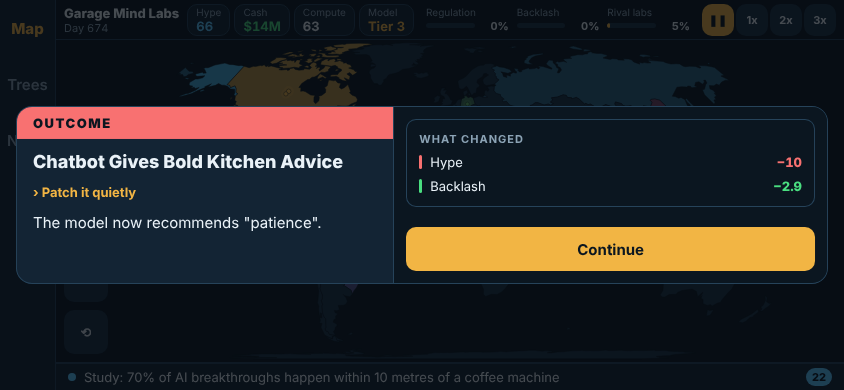 Map
Garage Mind Labs
Day 674
Hype
66
Cash
$14M
Compute
63
Model
Tier 3
Regulation
0%
Backlash
0%
Rival labs
5%
1x
2x
3x
Trees
OUTCOME
Chatbot Gives Bold Kitchen Advice
› Patch it quietly
The model now recommends "patience".
WHAT CHANGED
Hype
−10
Backlash
−2.9
Continue
Study: 70% of AI breakthroughs happen within 10 metres of a coffee machine
22